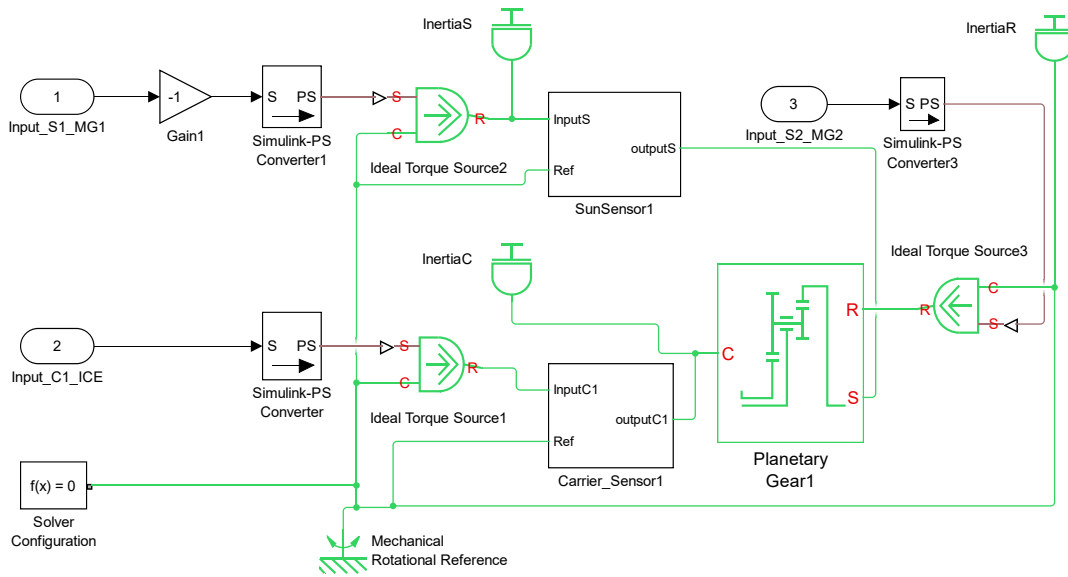 InertiaS
InertiaR
1
Input_S1_MG1
-1
Gain1
S PS
Simulink-PS
Converter1
S
C
R
Ideal Torque Source2
InputS
Ref
outputS
SunSensor1
3
Input_S2_MG2
S PS
Simulink-PS
Converter3
InertiaC
Ideal Torque Source3
C
S
R
2
Input_C1_ICE
S PS
Simulink-PS
Converter
S
C
R
Ideal Torque Source1
InputC1
Ref
outputC1
Carrier_Sensor1
C
R
S
Planetary
Gear1
f(x) = 0
Solver
Configuration
Mechanical
Rotational Reference